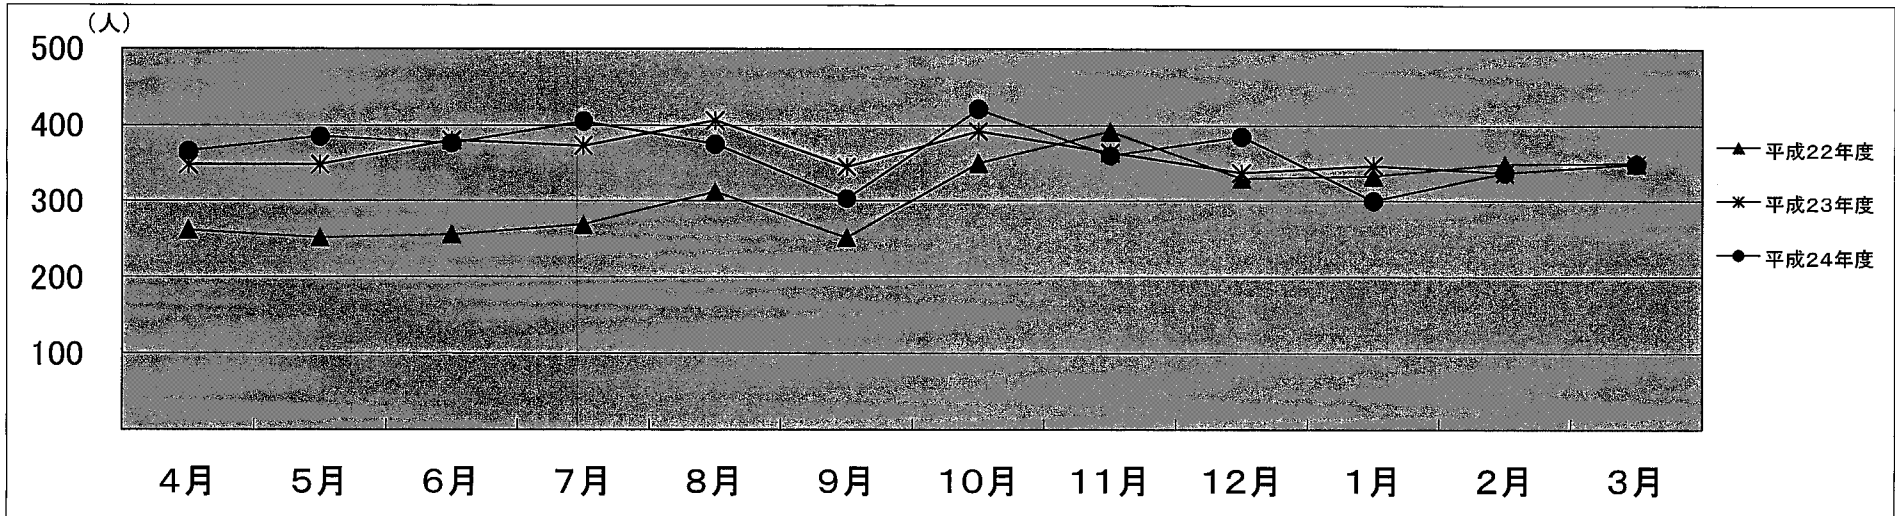 （人）
500
400
300
200
100
4月 5月 6月 7月 8月 9月 10月 11月 12月 1月 2月 3月
平成22年度
平成23年度
平成24年度